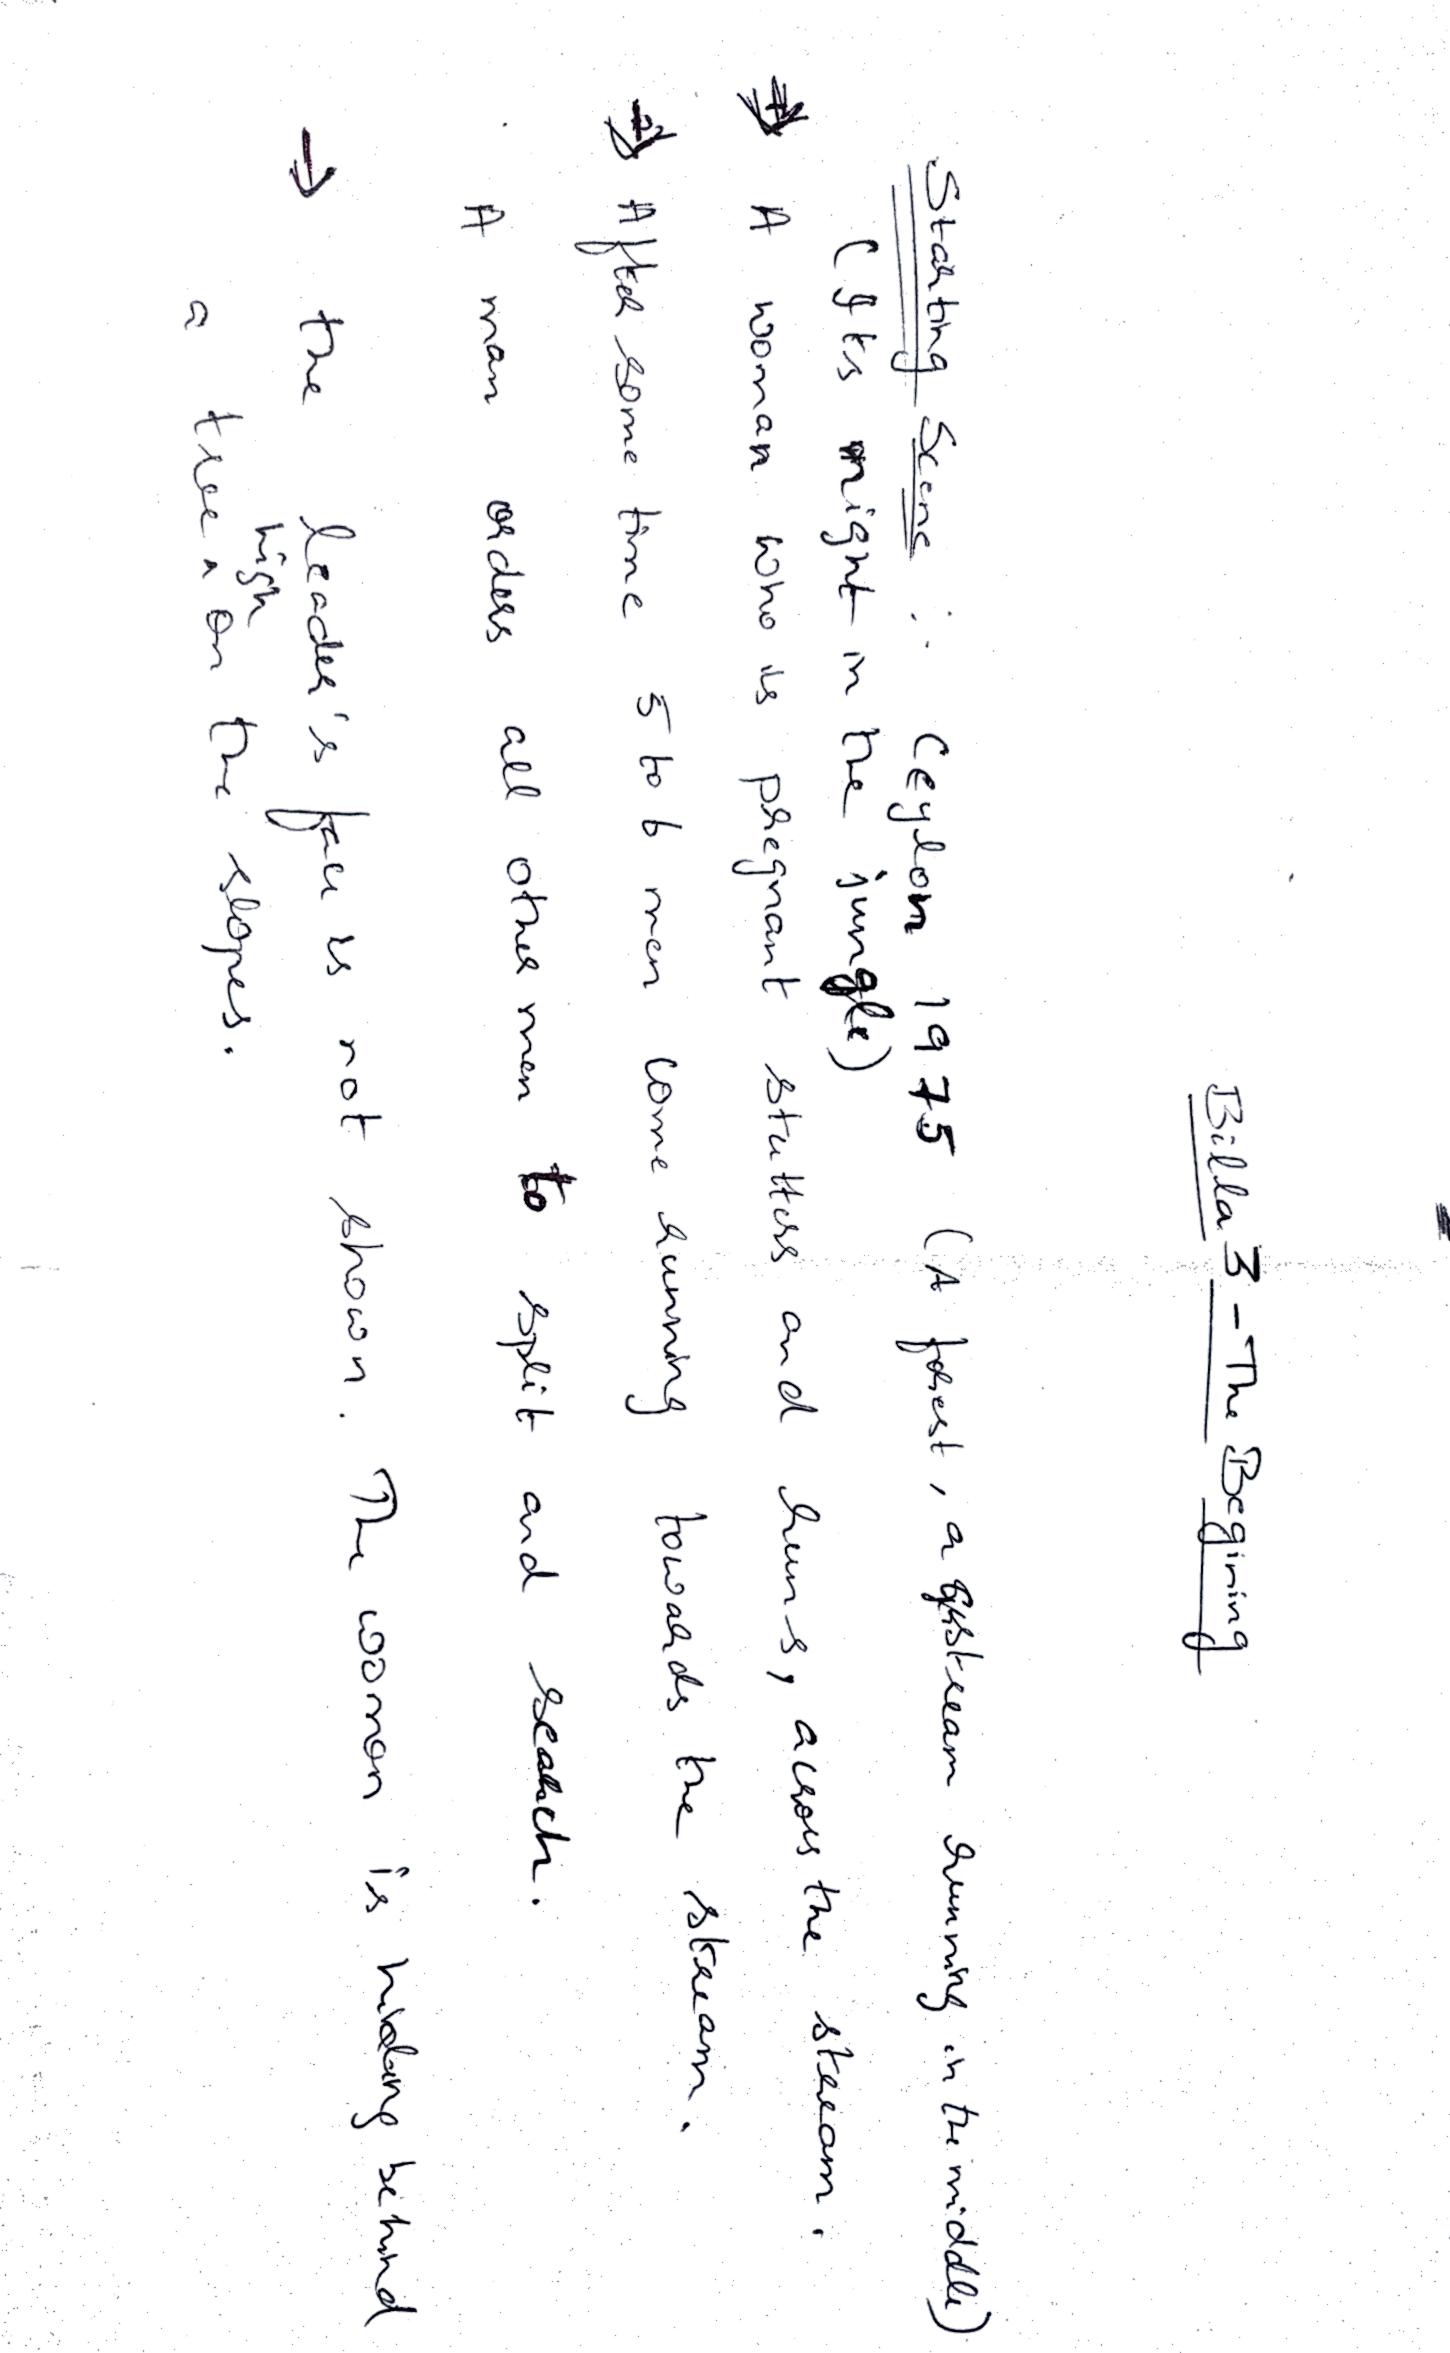 Billa 3 - The Begining
Starting Scene :. Ceylon 1975 (A forest, a stream running in the middle)
(Its night in the jungle)
→ A woman who is pregnant stutters and runs, across the stream.
→ After some time 5 to 6 men come running towards the stream.
A man orders all other men to split and search.
→ the leader's face is not shown. The woman is hiding behind
high
a tree ^ on the slopes.